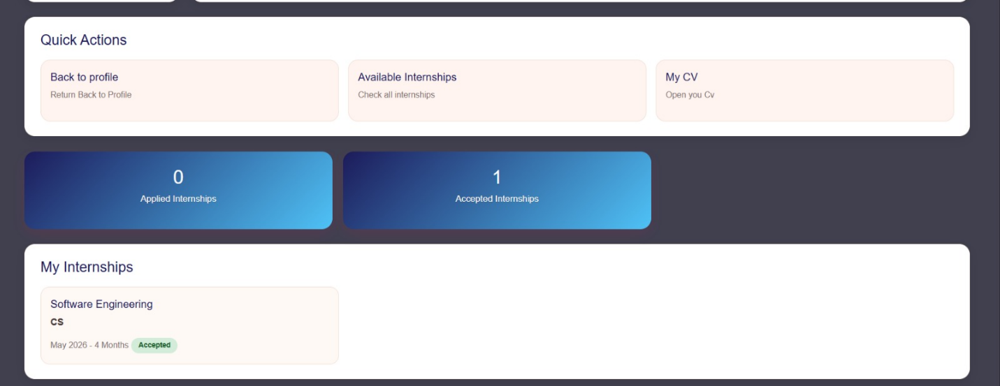 Quick Actions
Back to profile
Return Back to Profile
Available Internships
Check all internships
My CV
Open you Cv
0
Applied Internships
1
Accepted Internships
My Internships
Software Engineering
CS
May 2026 - 4 Months Accepted